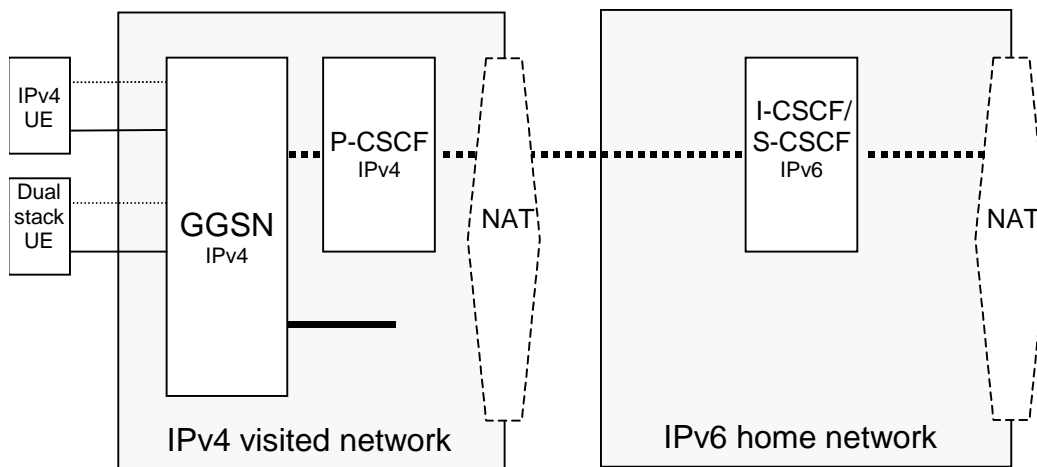 IPv4
UE
Dual
stack
UE
GGSN
IPv4
P-CSCF
IPv4
NAT
IPv4 visited network
I-CSCF/
S-CSCF
IPv6
NAT
IPv6 home network